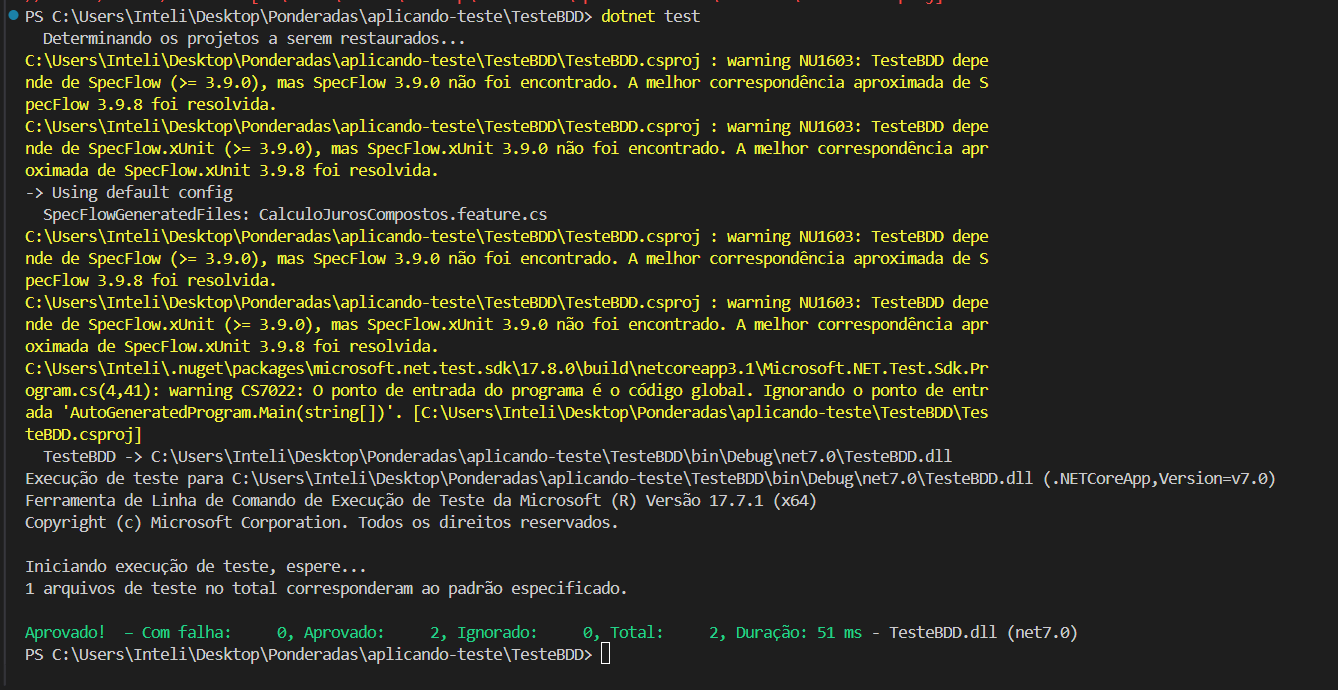 PS C:\Users\Inteli\Desktop\Ponderadas\aplicando-teste\TesteBDD> dotnet test
Determinando os projetos a serem restaurados...
C:\Users\Inteli\Desktop\Ponderadas\aplicando-teste\TesteBDD\TesteBDD.csproj : warning NU1603: TesteBDD depe
nde de SpecFlow (>= 3.9.0), mas SpecFlow 3.9.0 não foi encontrado. A melhor correspondência aproximada de S
pecFlow 3.9.8 foi resolvida.
C:\Users\Inteli\Desktop\Ponderadas\aplicando-teste\TesteBDD\TesteBDD.csproj : warning NU1603: TesteBDD depe
nde de SpecFlow.xUnit (>= 3.9.0), mas SpecFlow.xUnit 3.9.0 não foi encontrado. A melhor correspondência apr
oximada de SpecFlow.xUnit 3.9.8 foi resolvida.
-> Using default config
SpecFlowGeneratedFiles: CalculoJurosCompostos.feature.cs
C:\Users\Inteli\Desktop\Ponderadas\aplicando-teste\TesteBDD\TesteBDD.csproj : warning NU1603: TesteBDD depe
nde de SpecFlow (>= 3.9.0), mas SpecFlow 3.9.0 não foi encontrado. A melhor correspondência aproximada de S
pecFlow 3.9.8 foi resolvida.
C:\Users\Inteli\Desktop\Ponderadas\aplicando-teste\TesteBDD\TesteBDD.csproj : warning NU1603: TesteBDD depe
nde de SpecFlow.xUnit (>= 3.9.0), mas SpecFlow.xUnit 3.9.0 não foi encontrado. A melhor correspondência apr
oximada de SpecFlow.xUnit 3.9.8 foi resolvida.
C:\Users\Inteli\.nuget\packages\microsoft.net.test.sdk\17.8.0\build\netcoreapp3.1\Microsoft.NET.Test.Sdk.Pr
ogram.cs(4,41): warning CS7022: O ponto de entrada do programa é o código global. Ignorando o ponto de entr
ada 'AutoGeneratedProgram.Main(string[])'. [C:\Users\Inteli\Desktop\Ponderadas\aplicando-teste\TesteBDD\Tes
teBDD.csproj]
TesteBDD -> C:\Users\Inteli\Desktop\Ponderadas\aplicando-teste\TesteBDD\bin\Debug\net7.0\TesteBDD.dll
Execução de teste para C:\Users\Inteli\Desktop\Ponderadas\aplicando-teste\TesteBDD\bin\Debug\net7.0\TesteBDD.dll (.NETCoreApp,Version=v7.0)
Ferramenta de Linha de Comando de Execução de Teste da Microsoft (R) Versão 17.7.1 (x64)
Copyright (c) Microsoft Corporation. Todos os direitos reservados.
Iniciando execução de teste, espere...
1 arquivos de teste no total corresponderam ao padrão especificado.
Aprovado!  – Com falha:     0, Aprovado:     2, Ignorado:     0, Total:     2, Duração: 51 ms - TesteBDD.dll (net7.0)
PS C:\Users\Inteli\Desktop\Ponderadas\aplicando-teste\TesteBDD>